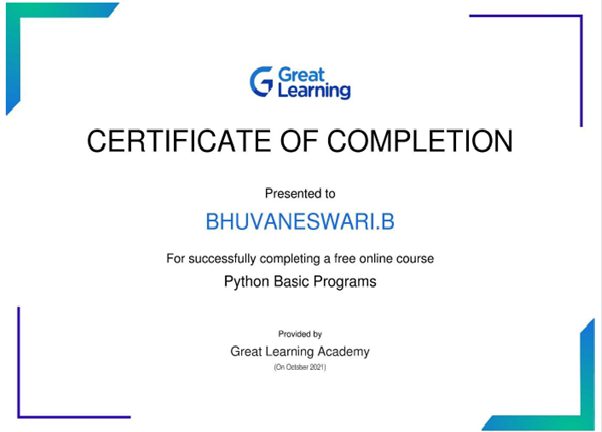 Great
Learning
CERTIFICATE OF COMPLETION
Presented to
BHUVANESWARI.B
For successfully completing a free online course
Python Basic Programs
Provided by
Great Learning Academy
(On October 2021)